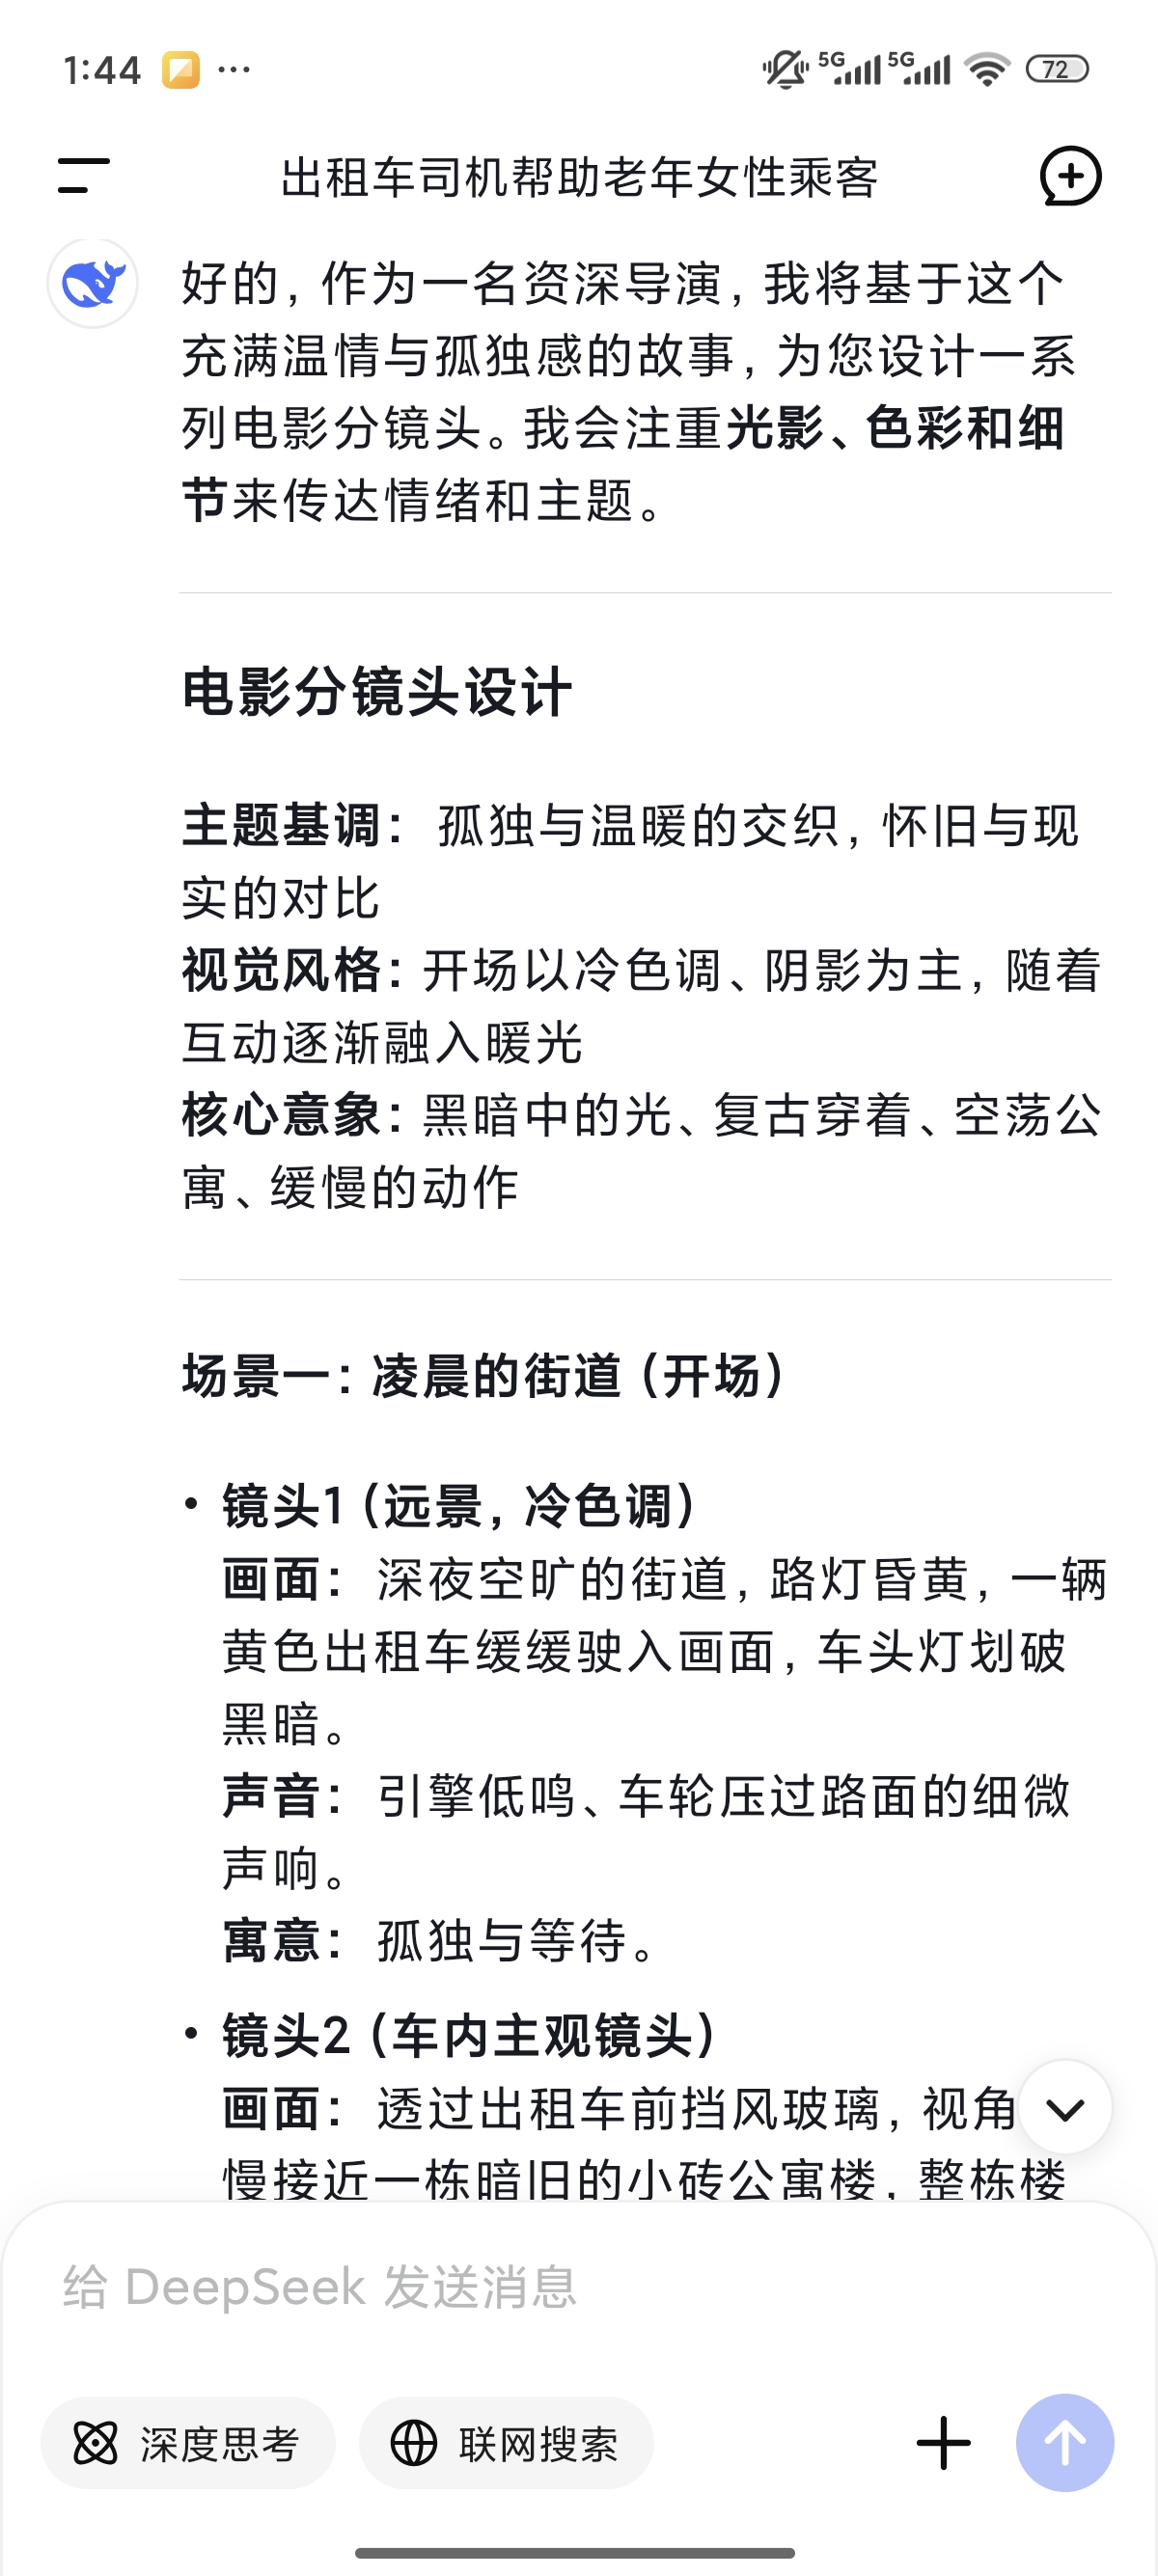 1:44 ...
5G 5G 72
出租车司机帮助老年女性乘客
好的，作为一名资深导演，我将基于这个
充满温情与孤独感的故事，为您设计一系
列电影分镜头。我会注重光影、色彩和细
节来传达情绪和主题。
电影分镜头设计
主题基调： 孤独与温暖的交织，怀旧与现
实的对比
视觉风格：开场以冷色调、阴影为主，随着
互动逐渐融入暖光
核心意象：黑暗中的光、复古穿着、空荡公
寓、缓慢的动作
场景一：凌晨的街道（开场）
• 镜头1（远景，冷色调）
画面： 深夜空旷的街道，路灯昏黄，一辆
黄色出租车缓缓驶入画面，车头灯划破
黑暗。
声音： 引擎低鸣、车轮压过路面的细微
声响。
寓意： 孤独与等待。
• 镜头2（车内主观镜头）
画面： 透过出租车前挡风玻璃，视角
慢接近一栋暗旧的小砖公寓楼，整栋楼
给 DeepSeek 发送消息
深度思考 联网搜索